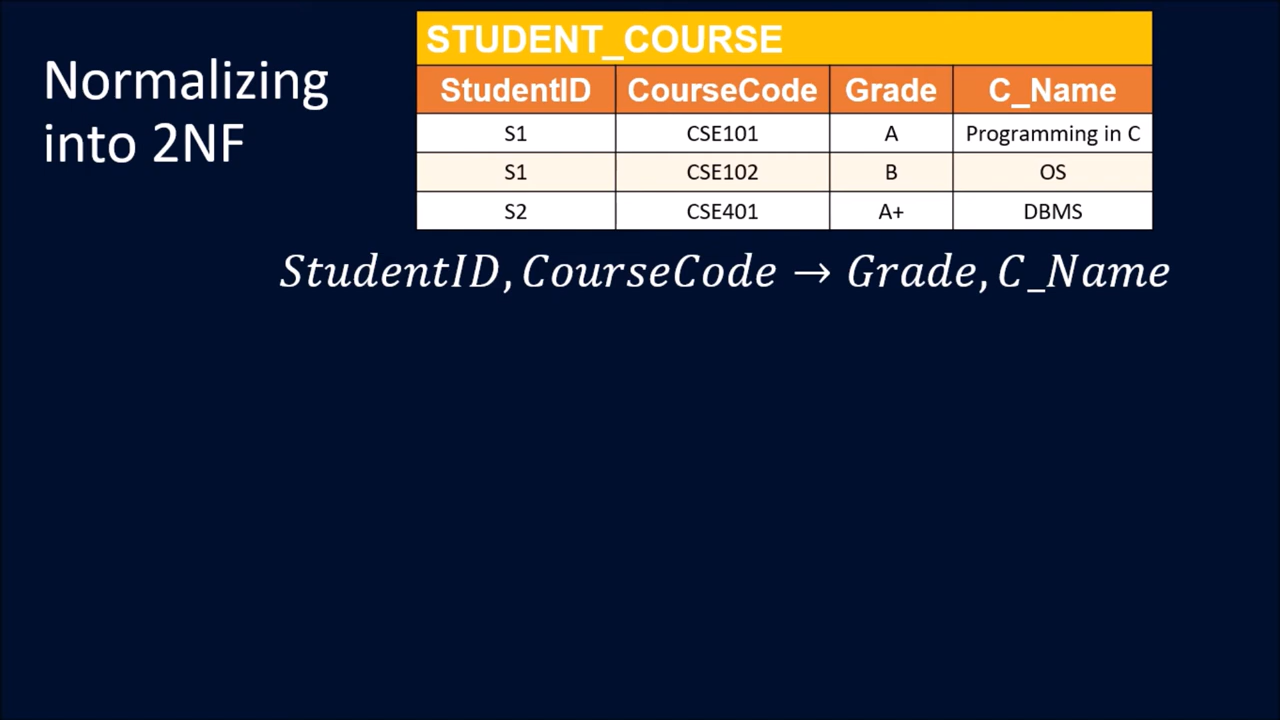 Normalizing
into 2NF
STUDENT_COURSE
StudentID CourseCode Grade C_Name
S1 CSE101 A Programming in C
S1 CSE102 B OS
S2 CSE401 A+ DBMS
StudentID, CourseCode → Grade, C_Name